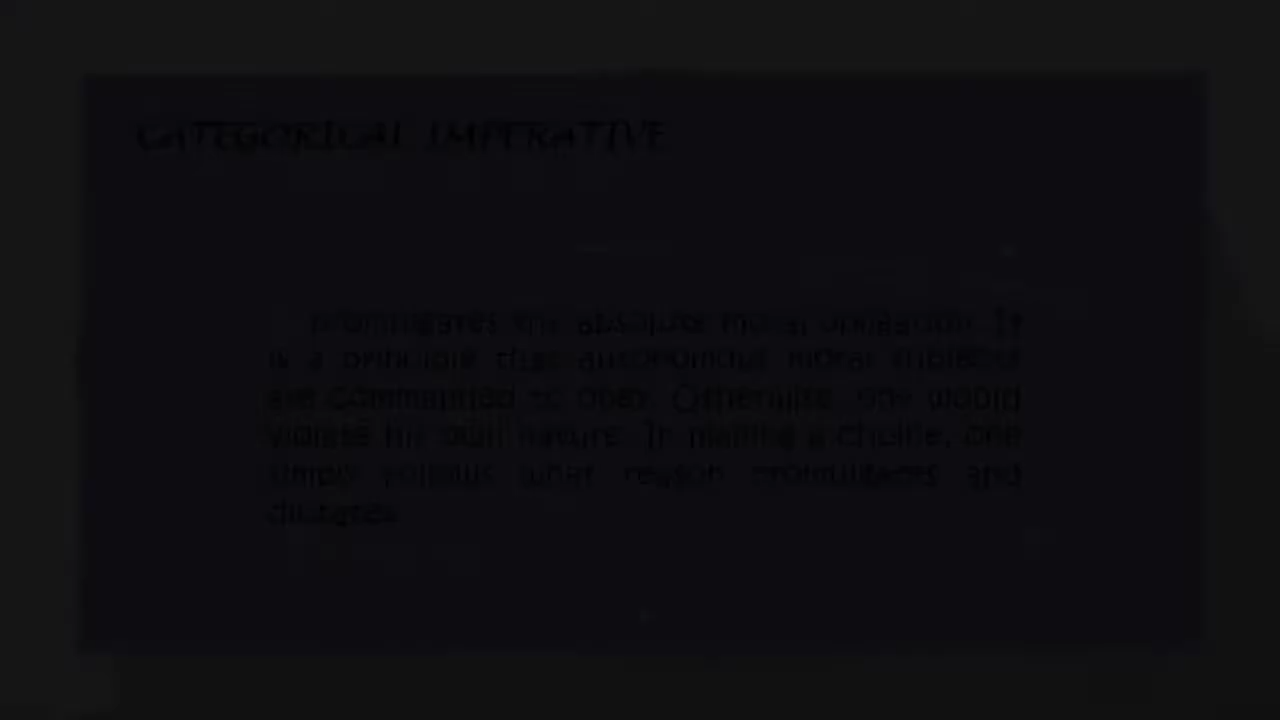 CATEGORICAL IMPERATIVE
promulgates the absolute moral obligation. It
is a principle that autonomous moral subjects
are commanded to obey. Otherwise, one would
violate his own nature. In making a choice, one
simply follows what reason promulgates and
dictates.